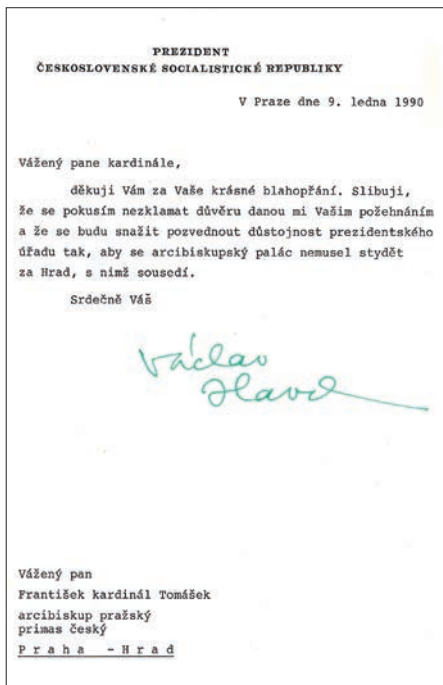 PREZIDENT
ČESKOSLOVENSKÉ SOCIALISTICKÉ REPUBLIKY
V Praze dne 9. ledna 1990
Vážený pane kardinále,
děkuji Vám za Vaše krásné blahopřání. Slibuji,
že se pokusím nezklamat důvěru danou mi Vašim požehnáním
a že se budu snažit pozvednout důstojnost prezidentského
úřadu tak, aby se arcibiskupský palác nemusel stydět
za Hrad, s nímž sousedí.
Srdečně Váš
Václav
Havel
Vážený pan
František kardinál Tomášek
arcibiskup pražský
primas český
P r a h a - H r a d